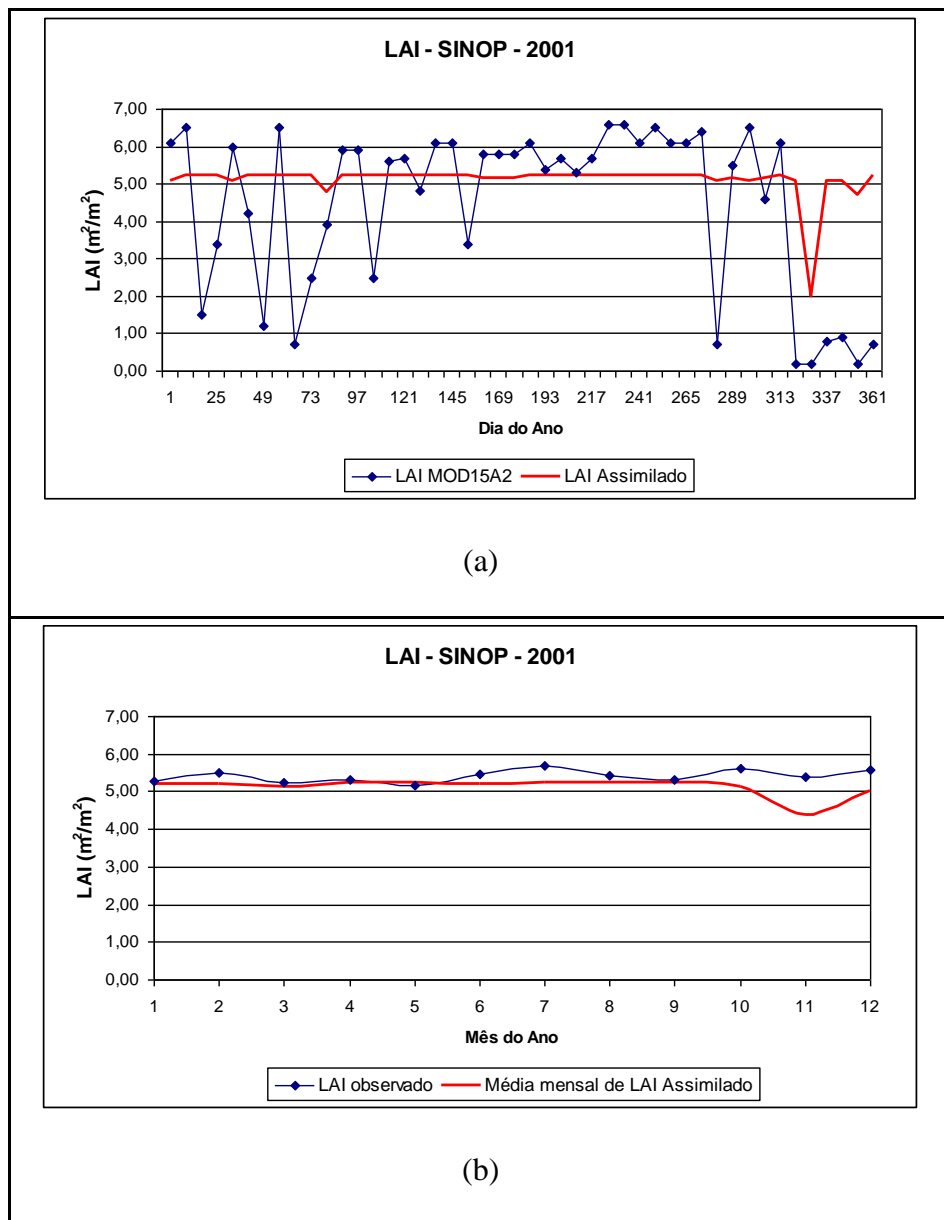 LAI - SINOP - 2001
7,00
6,00
5,00
4,00
3,00
2,00
1,00
0,00
LAI (m²/m²)
1 25 49 73 97 121 145 169 193 217 241 265 289 313 337 361
Dia do Ano
LAI MOD15A2 LAI Assimilado
(a)
LAI - SINOP - 2001
7,00
6,00
5,00
4,00
3,00
2,00
1,00
0,00
LAI (m²/m²)
1 2 3 4 5 6 7 8 9 10 11 12
Mês do Ano
LAI observado Média mensal de LAI Assimilado
(b)